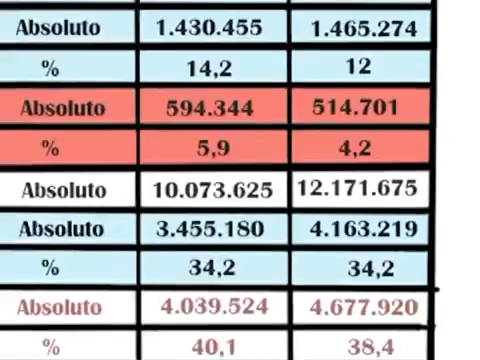 Absoluto 1.430.455 1.465.274
% 14,2 12
Absoluto 594.344 514.701
% 5,9 4,2
Absoluto 10.073.625 12.171.675
Absoluto 3.455.180 4.163.219
% 34,2 34,2
Absoluto 4.039.524 4.677.920
% 40,1 38,4